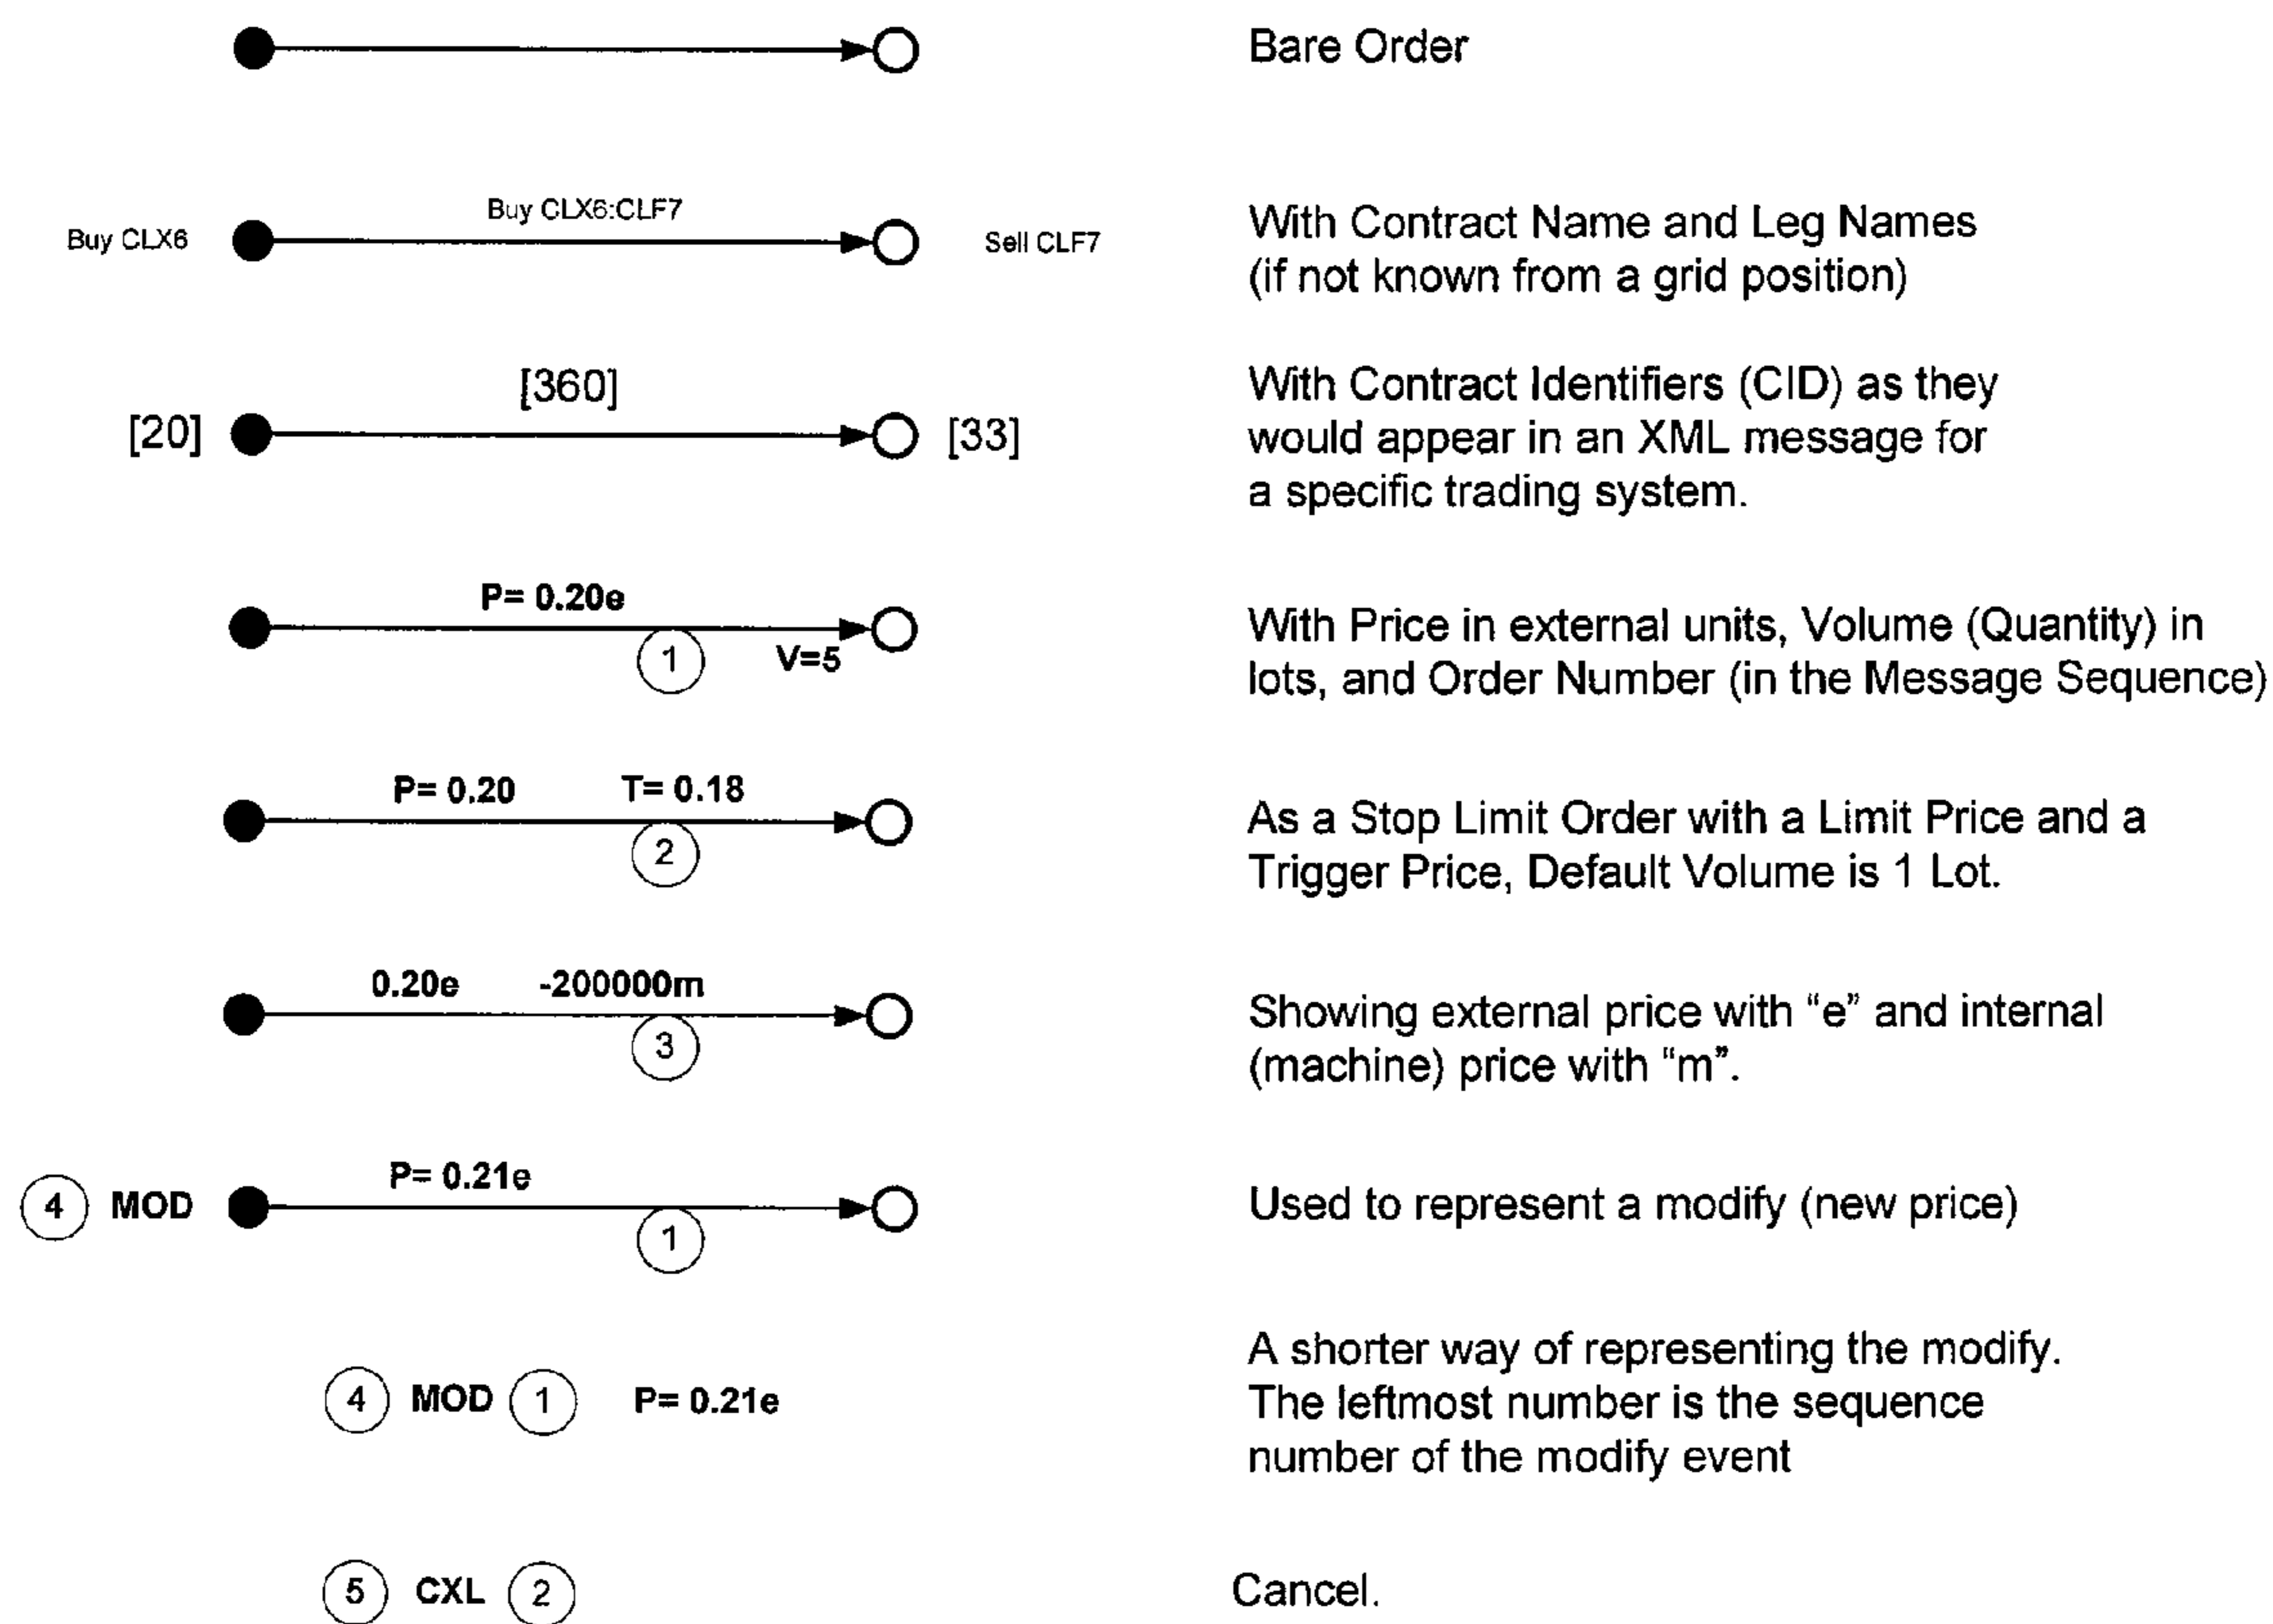 Bare Order
Buy CLX6:CLF7
Buy CLX6
Sell CLF7
With Contract Name and Leg Names
(if not known from a grid position)
[360]
[20]
[33]
With Contract Identifiers (CID) as they
would appear in an XML message for
a specific trading system.
P= 0.20e
1
V=5
With Price in external units, Volume (Quantity) in
lots, and Order Number (in the Message Sequence)
P= 0.20 T= 0.18
2
As a Stop Limit Order with a Limit Price and a
Trigger Price, Default Volume is 1 Lot.
0.20e -200000m
3
Showing external price with “e” and internal
(machine) price with “m”.
P= 0.21e
4 MOD
1
Used to represent a modify (new price)
4 MOD 1 P= 0.21e
A shorter way of representing the modify.
The leftmost number is the sequence
number of the modify event
5 CXL 2
Cancel.